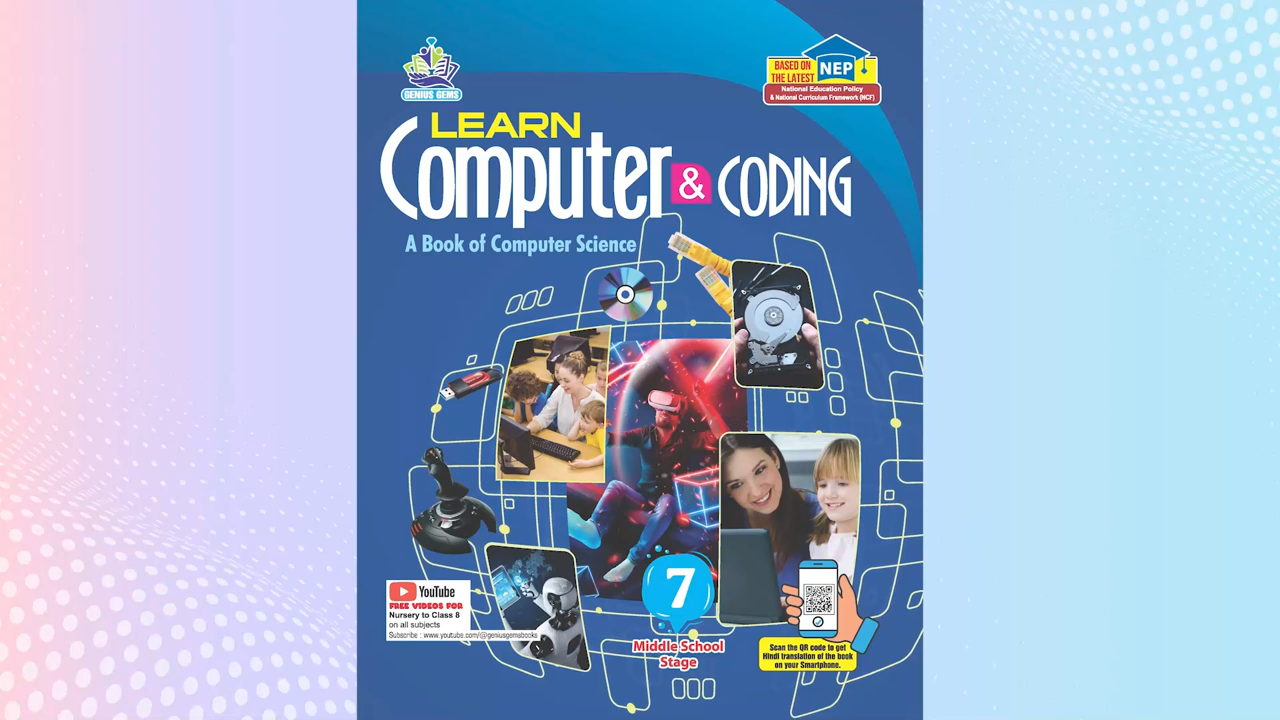 GENIUS GEMS
BASED ON
THE LATEST
NEP
National Education Policy
& National Curriculum Framework (NCF)
LEARN
Computer & CODING
A Book of Computer Science
7
Middle School
Stage
YouTube
FREE VIDEOS FOR
Nursery to Class 8
on all subjects
Subscribe : www.youtube.com/@geniusgemsbooks
Scan the QR code to get
Hindi translation of the book
on your Smartphone.